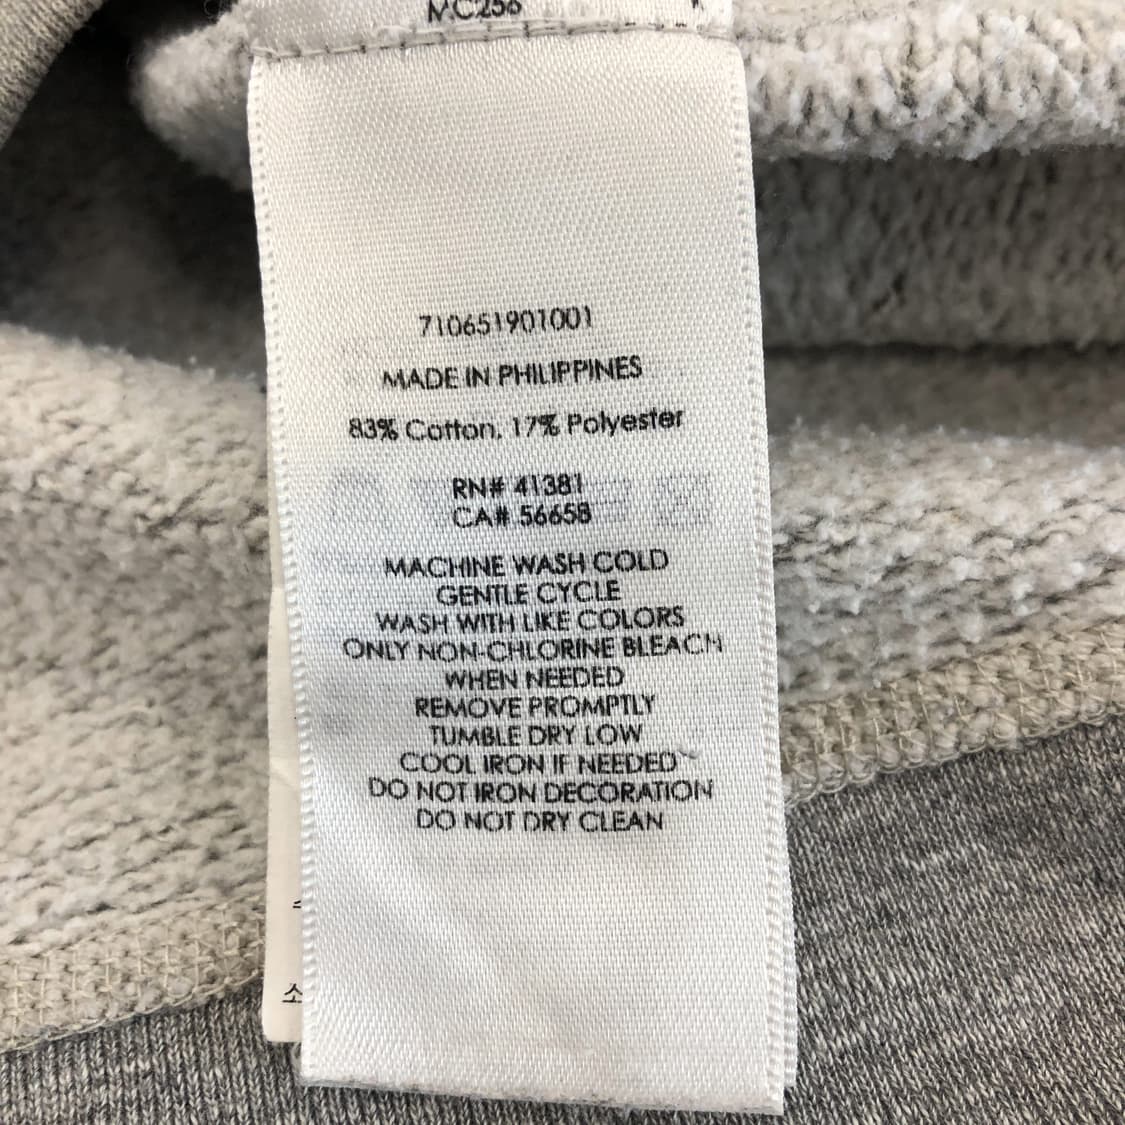 MC256
710651901001
MADE IN PHILIPPINES
83% Cotton, 17% Polyester
RN# 41381
CA# 56658
MACHINE WASH COLD
GENTLE CYCLE
WASH WITH LIKE COLORS
ONLY NON-CHLORINE BLEACH
WHEN NEEDED
REMOVE PROMPTLY
TUMBLE DRY LOW
COOL IRON IF NEEDED
DO NOT IRON DECORATION
DO NOT DRY CLEAN
소